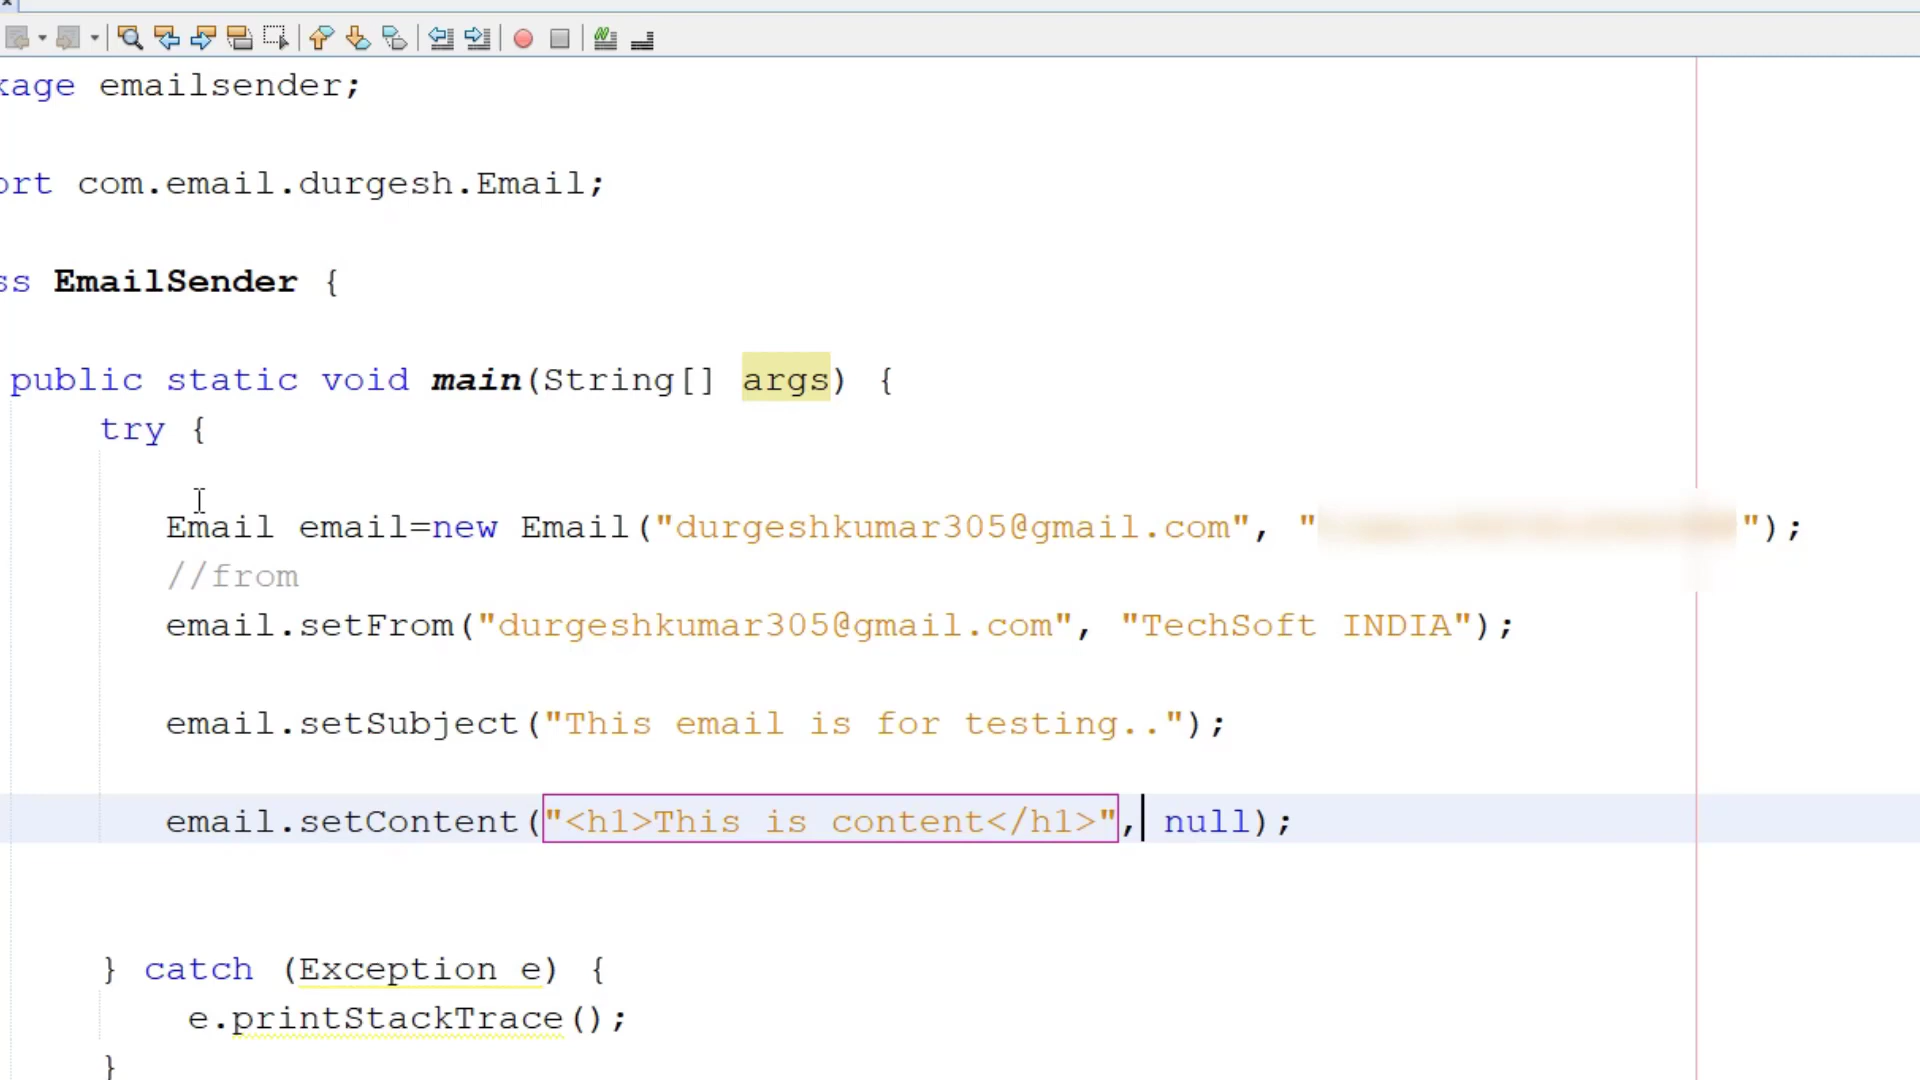 kage emailsender;
ort com.email.durgesh.Email;
ss EmailSender {
public static void main(String[] args) {
try {
Email email=new Email("durgeshkumar305@gmail.com", "");
//from
email.setFrom("durgeshkumar305@gmail.com", "TechSoft INDIA");
email.setSubject("This email is for testing..");
email.setContent("<h1>This is content</h1>", null);
} catch (Exception e) {
e.printStackTrace();
}